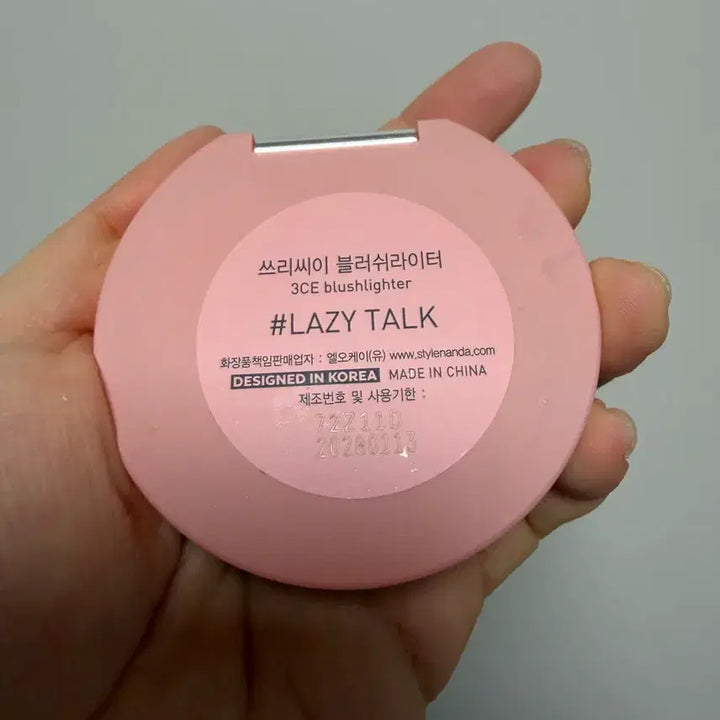 쓰리씨이 블러쉬라이터
3CE blushlighter
#LAZY TALK
화장품책임판매업자 : 엘오케이(유) www.stylenanda.com
DESIGNED IN KOREA MADE IN CHINA
제조번호 및 사용기한 :
72Z110
20280113